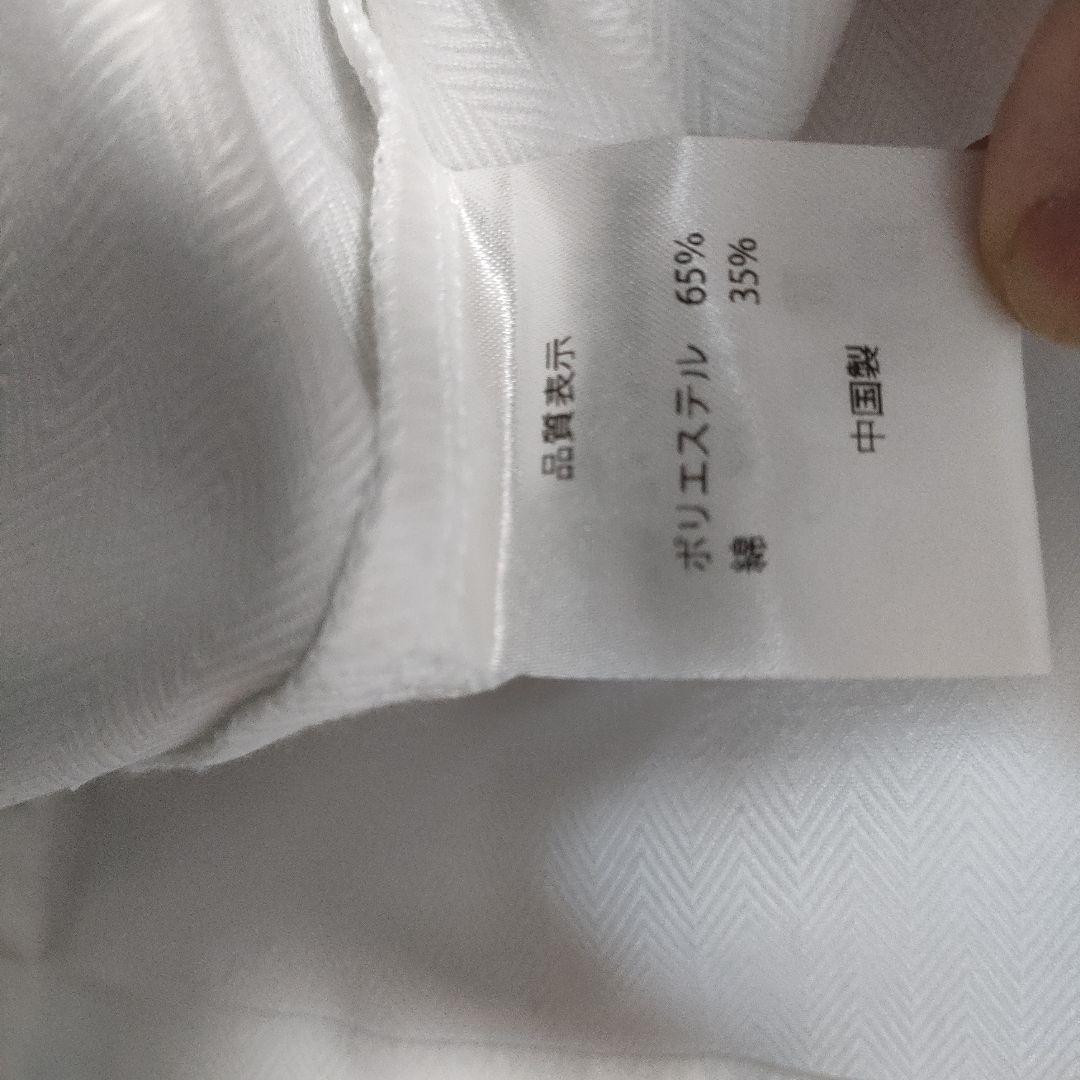 品質表示
ポリエステル 65%
綿 35%
中国製